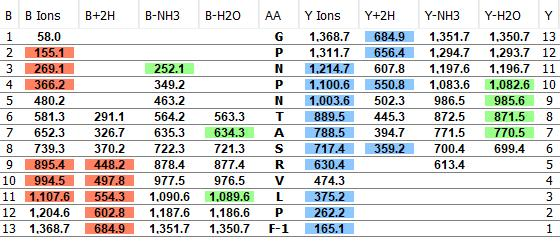 B B Ions B+2H B-NH3 B-H2O AA Y Ions Y+2H Y-NH3 Y-H2O Y
1 58.0 G 1,368.7 684.9 1,351.7 1,350.7 13
2 155.1 P 1,311.7 656.4 1,294.7 1,293.7 12
3 269.1 252.1 N 1,214.7 607.8 1,197.6 1,196.7 11
4 366.2 349.2 P 1,100.6 550.8 1,083.6 1,082.6 10
5 480.2 463.2 N 1,003.6 502.3 986.5 985.6 9
6 581.3 291.1 564.2 563.3 T 889.5 445.3 872.5 871.5 8
7 652.3 326.7 635.3 634.3 A 788.5 394.7 771.5 770.5 7
8 739.3 370.2 722.3 721.3 S 717.4 359.2 700.4 699.4 6
9 895.4 448.2 878.4 877.4 R 630.4 613.4 5
10 994.5 497.8 977.5 976.5 V 474.3 4
11 1,107.6 554.3 1,090.6 1,089.6 L 375.2 3
12 1,204.6 602.8 1,187.6 1,186.6 P 262.2 2
13 1,368.7 684.9 1,351.7 1,350.7 F-1 165.1 1